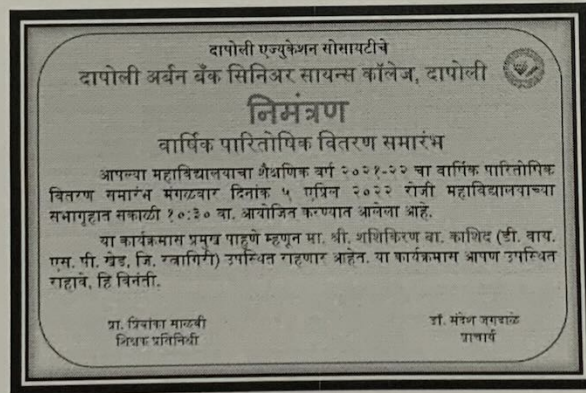 दापोली एज्युकेशन सोसायटीचे
दापोली अर्बन बँक सिनिअर सायन्स कॉलेज, दापोली
निमंत्रण
वार्षिक पारितोषिक वितरण समारंभ
आपल्या महाविद्यालयाचा शैक्षणिक वर्ष २०२१-२२ चा वार्षिक पारितोषिक
वितरण समारंभ मंगळवार दिनांक ५ एप्रिल २०२२ रोजी महाविद्यालयाच्या
सभागृहात सकाळी १०:३० वा. आयोजित करण्यात आलेला आहे.
या कार्यक्रमास प्रमुख पाहूणे म्हणून मा. श्री. शशिकिरण बा. काशिद (डी. वाय.
एस. पी. खेड, जि. रत्नागिरी) उपस्थित राहणार आहेत. या कार्यक्रमास आपण उपस्थित
राहावे, हि विनंती.
प्रा. प्रियांका माळवी
शिक्षक प्रतिनिधी
डॉ. संदेश जगदाळे
प्राचार्य